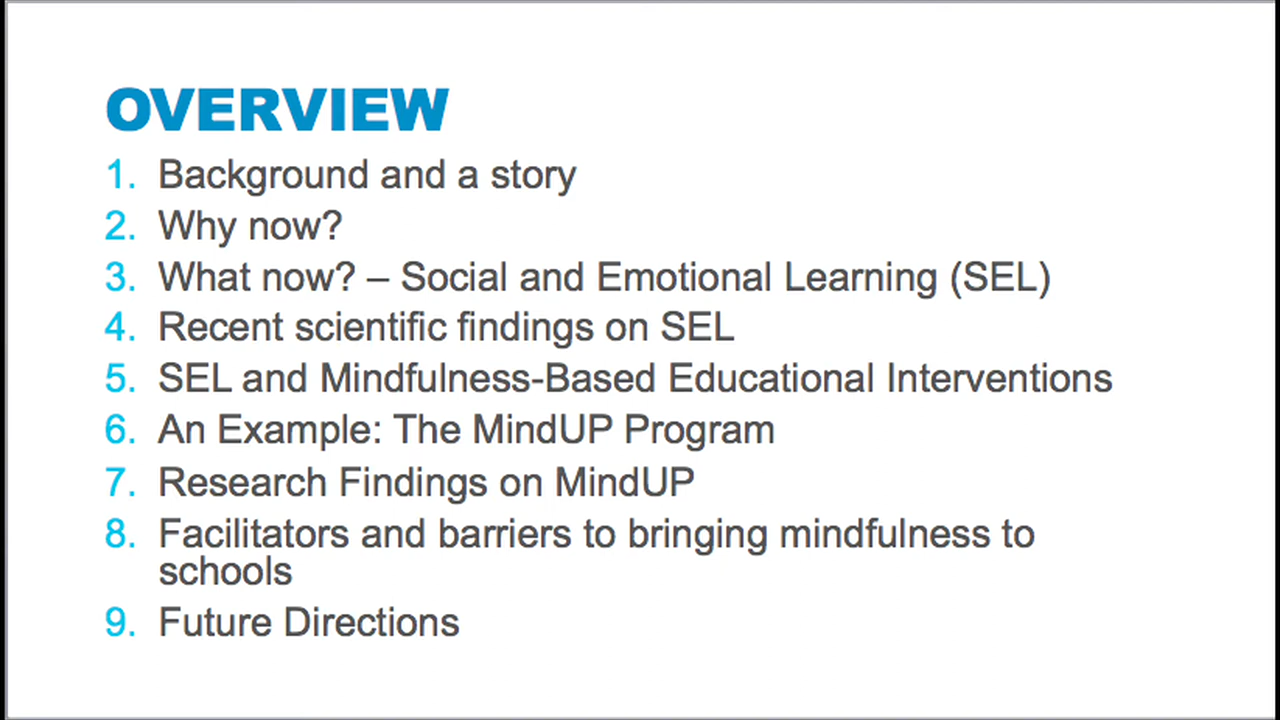 OVERVIEW
1. Background and a story
2. Why now?
3. What now? – Social and Emotional Learning (SEL)
4. Recent scientific findings on SEL
5. SEL and Mindfulness-Based Educational Interventions
6. An Example: The MindUP Program
7. Research Findings on MindUP
8. Facilitators and barriers to bringing mindfulness to
schools
9. Future Directions